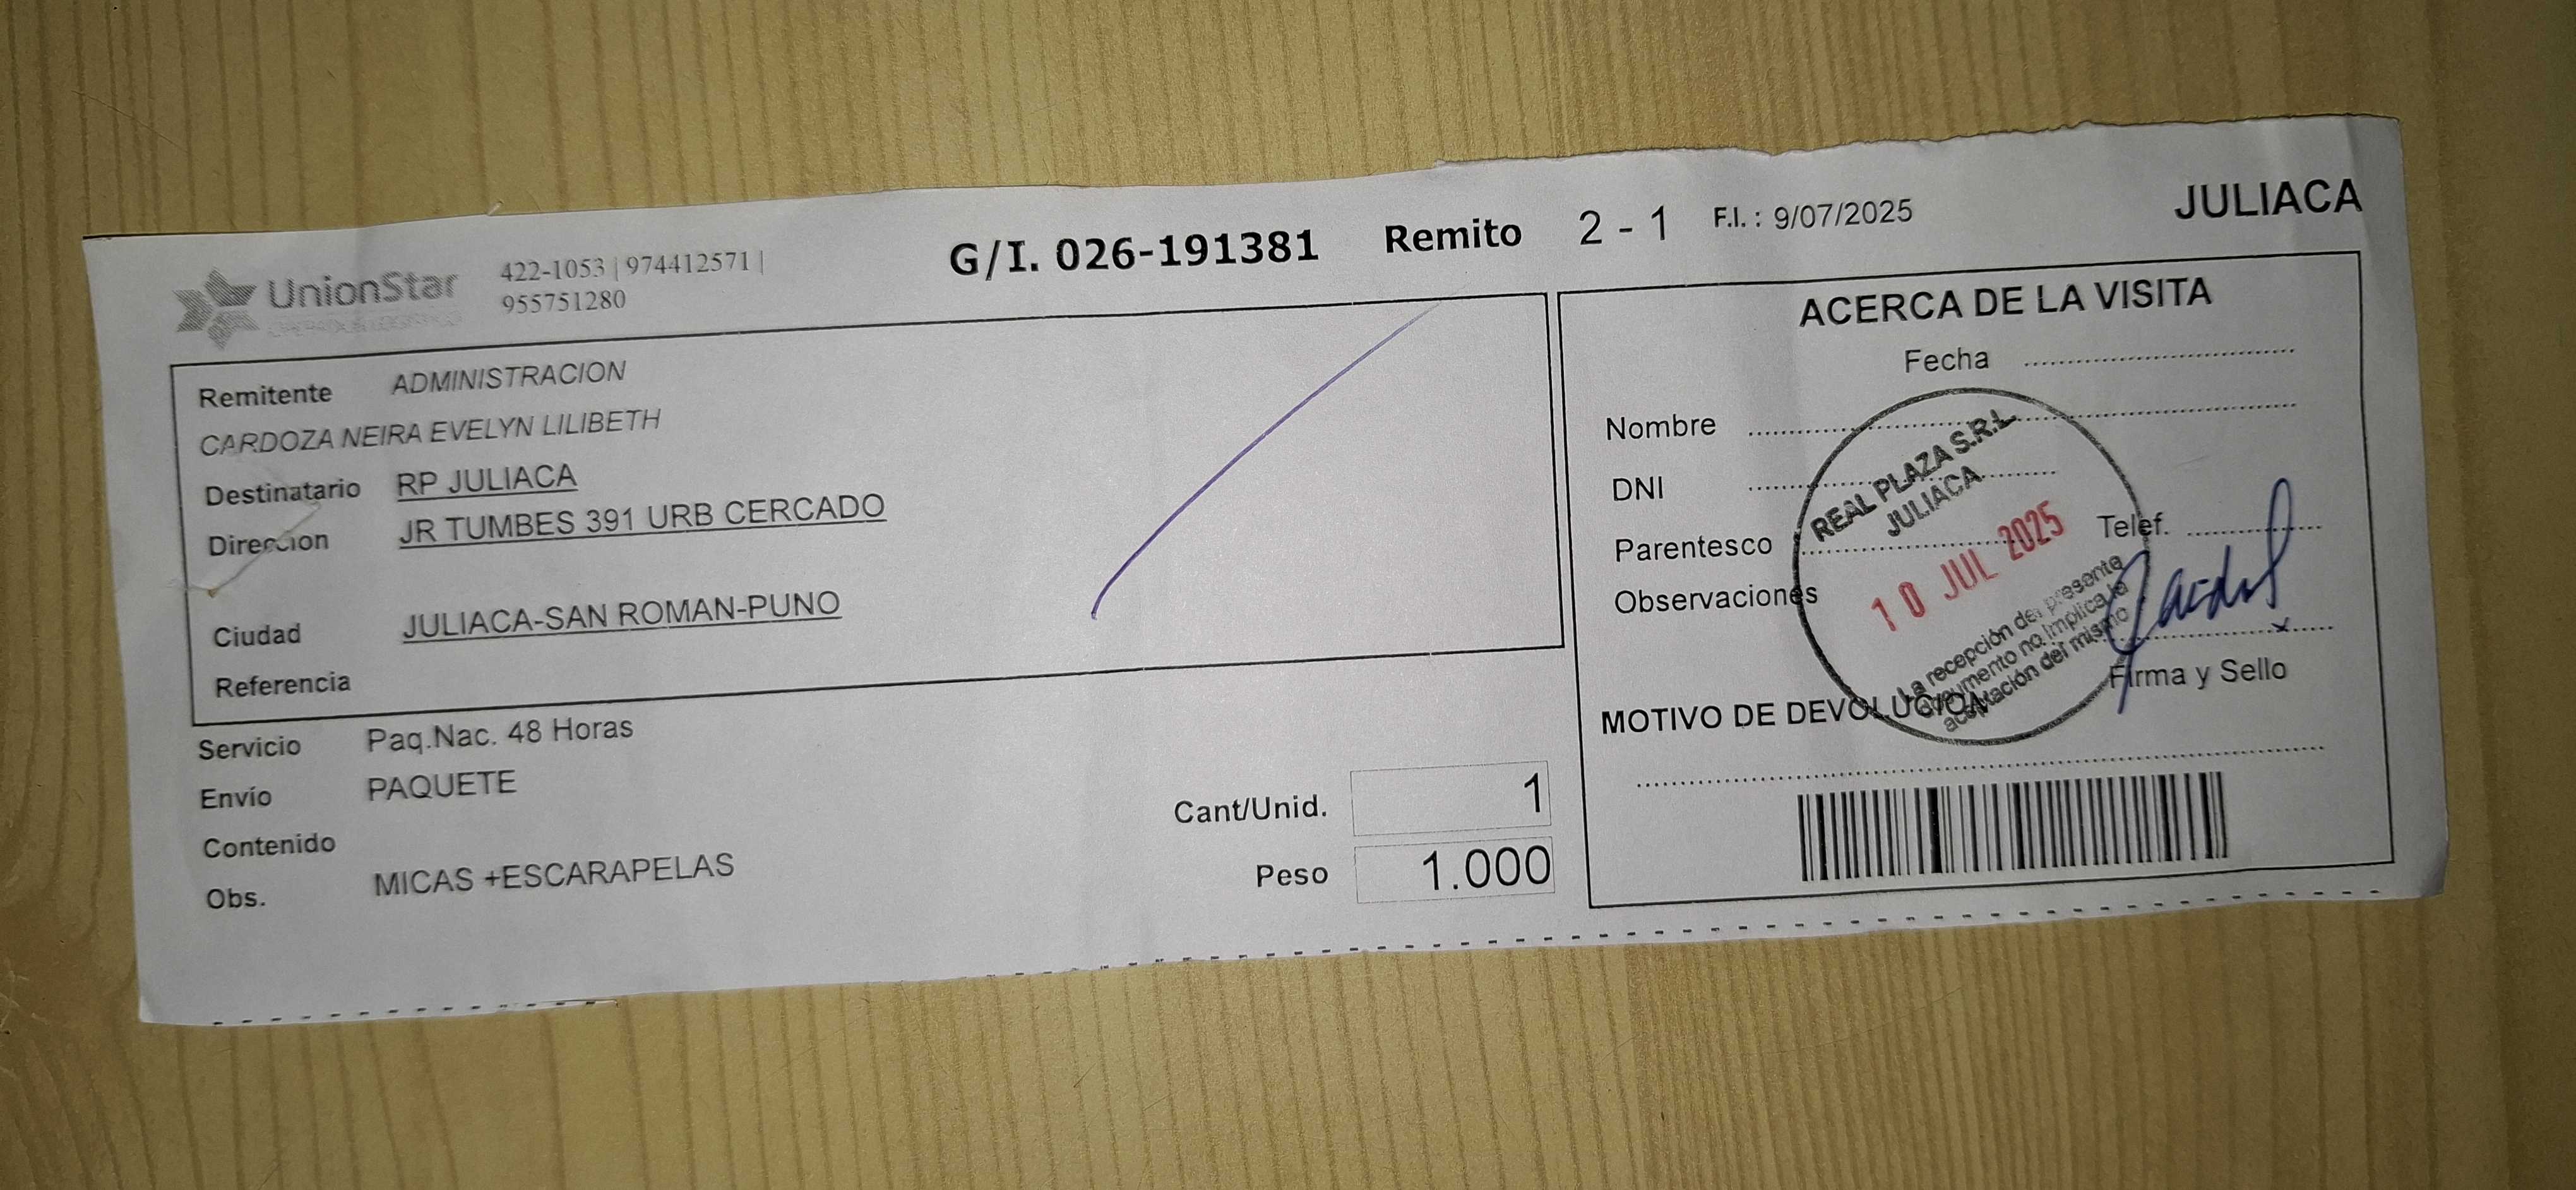 UnionStar
OPERADOR LOGISTICO
422-1053 | 974412571 |
955751280
G/I. 026-191381 Remito 2 - 1 F.I. : 9/07/2025 JULIACA
Remitente ADMINISTRACION
CARDOZA NEIRA EVELYN LILIBETH
Destinatario RP JULIACA
Direccion JR TUMBES 391 URB CERCADO
Ciudad JULIACA-SAN ROMAN-PUNO
Referencia
Servicio Paq.Nac. 48 Horas
Envío PAQUETE
Contenido
Obs. MICAS +ESCARAPELAS
Cant/Unid. 1
Peso 1.000
ACERCA DE LA VISITA
Fecha
Nombre
DNI
Parentesco Telef.
Observaciones
Firma y Sello
MOTIVO DE DEVOLUCION
REAL PLAZA S.R.L.
JULIACA
10 JUL 2025
La recepción del presente
documento no implica la
aceptación del mismo